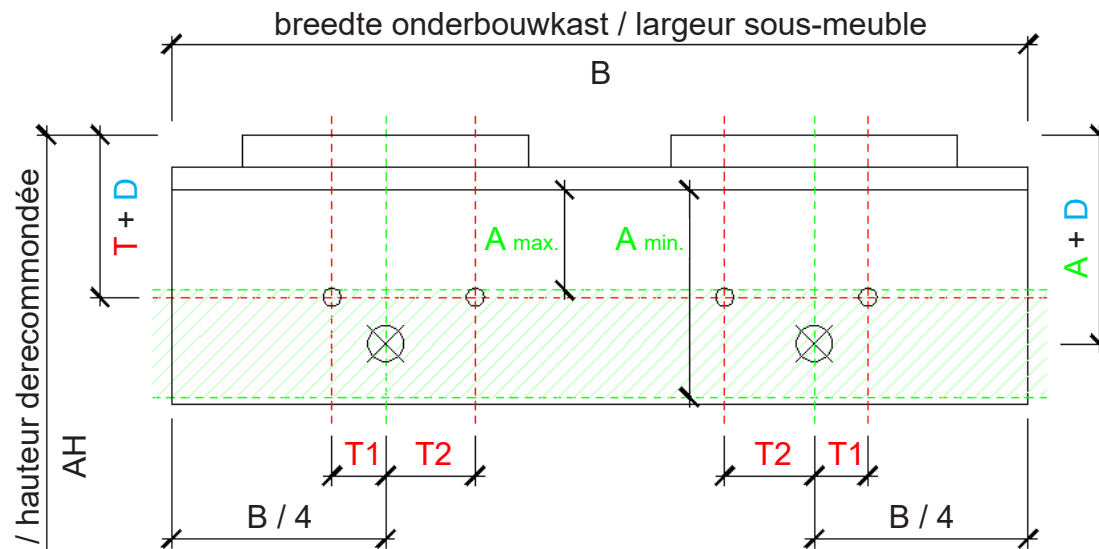 breedte onderbouwkast / largeur sous-meuble
B
/ hauteur derecommondée
AH
T + D
A max.
A min.
A + D
T1
T2
T2
T1
B / 4
B / 4